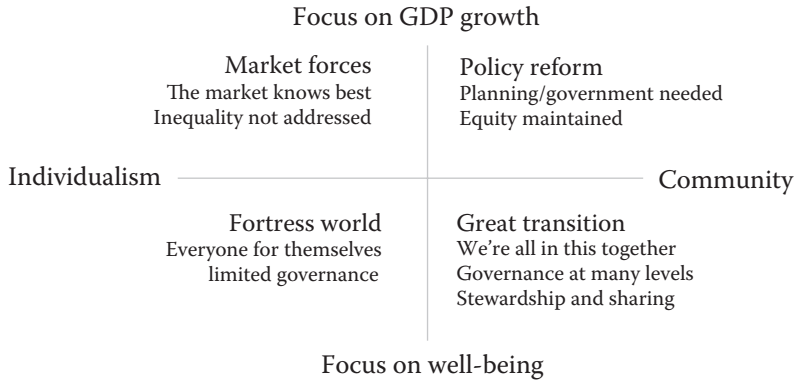 Focus on GDP growth
Market forces
The market knows best
Inequality not addressed
Policy reform
Planning/government needed
Equity maintained
Individualism
Community
Fortress world
Everyone for themselves
limited governance
Great transition
We're all in this together
Governance at many levels
Stewardship and sharing
Focus on well-being